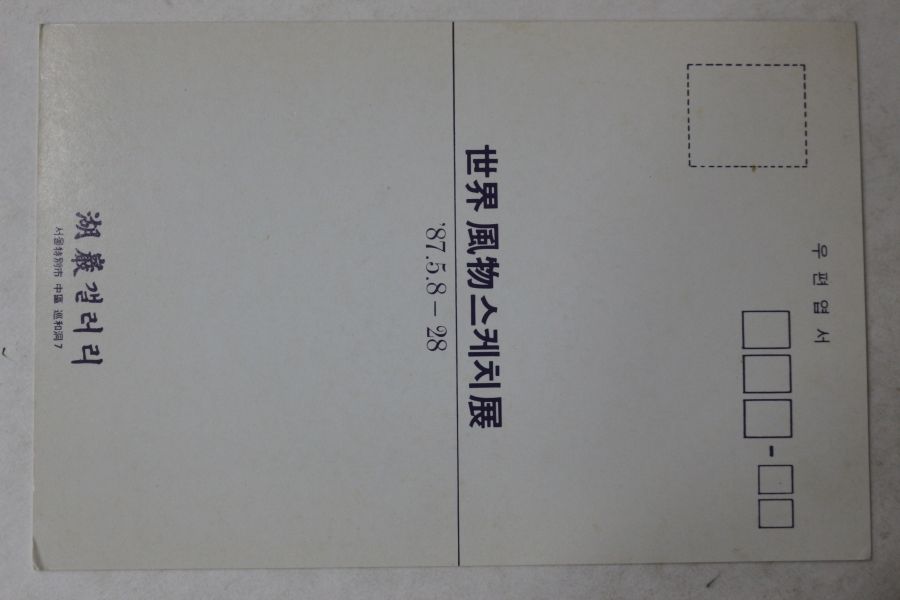 우편엽서
世界 風物스케치展
'87.5.8 – 28
湖巖갤러리
서울特別市 中區 巡和洞 7